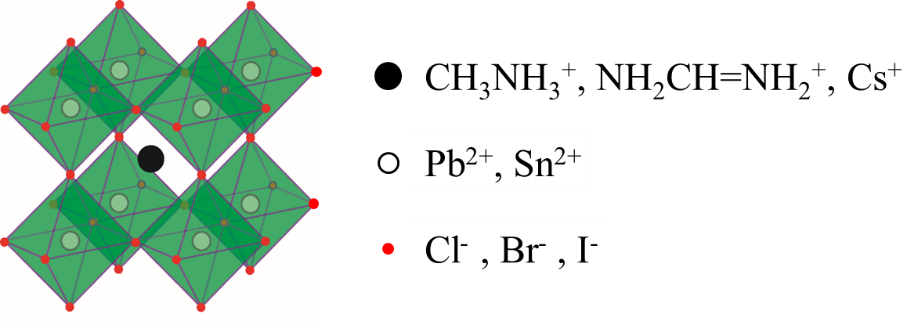 CH₃NH₃⁺, NH₂CH=NH₂⁺, Cs⁺
Pb²⁺, Sn²⁺
Cl⁻ , Br⁻ , I⁻